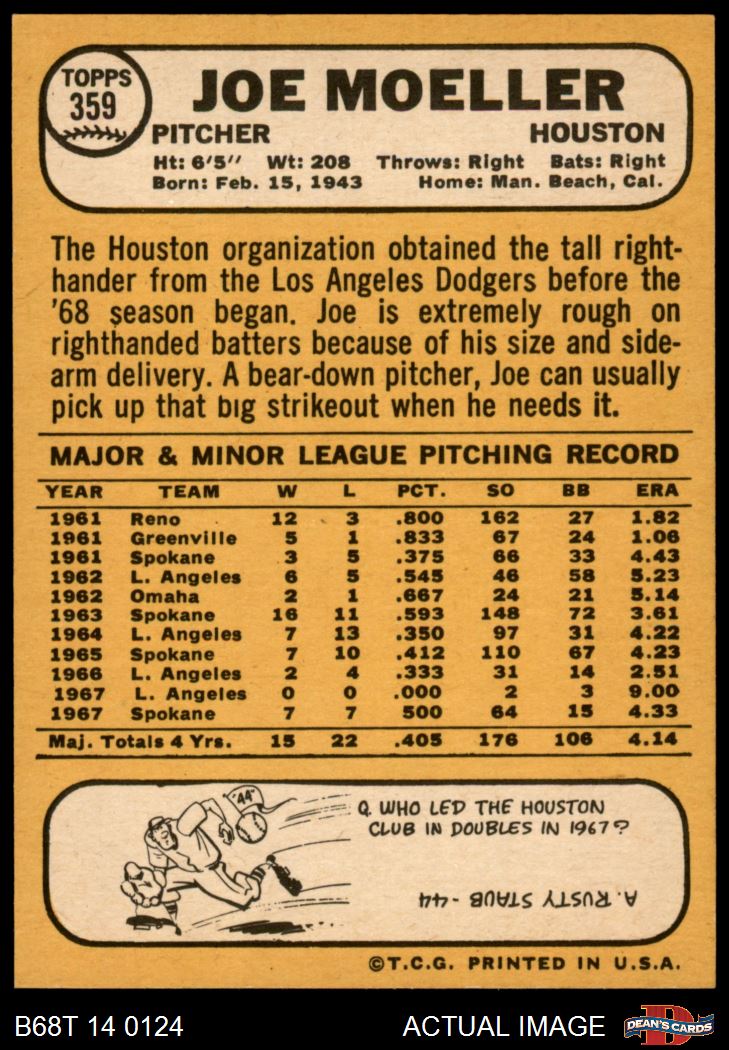 TOPPS
359
JOE MOELLER
PITCHER HOUSTON
Ht: 6'5" Wt: 208 Throws: Right Bats: Right
Born: Feb. 15, 1943 Home: Man. Beach, Cal.
The Houston organization obtained the tall right-
hander from the Los Angeles Dodgers before the
'68 season began. Joe is extremely rough on
righthanded batters because of his size and side-
arm delivery. A bear-down pitcher, Joe can usually
pick up that big strikeout when he needs it.
MAJOR & MINOR LEAGUE PITCHING RECORD
YEAR TEAM W L PCT. SO BB ERA
1961 Reno 12 3 .800 162 27 1.82
1961 Greenville 5 1 .833 67 24 1.06
1961 Spokane 3 5 .375 66 33 4.43
1962 L. Angeles 6 5 .545 46 58 5.23
1962 Omaha 2 1 .667 24 21 5.14
1963 Spokane 16 11 .593 148 72 3.61
1964 L. Angeles 7 13 .350 97 31 4.22
1965 Spokane 7 10 .412 110 67 4.23
1966 L. Angeles 2 4 .333 31 14 2.51
1967 L. Angeles 0 0 .000 2 3 9.00
1967 Spokane 7 7 500 64 15 4.33
Maj. Totals 4 Yrs. 15 22 .405 176 106 4.14
"44"
Q. WHO LED THE HOUSTON
CLUB IN DOUBLES IN 1967?
A. RUSTY STAUB - 44
©T.C.G. PRINTED IN U.S.A.
B68T 14 0124 ACTUAL IMAGE
DEAN'S CARDS